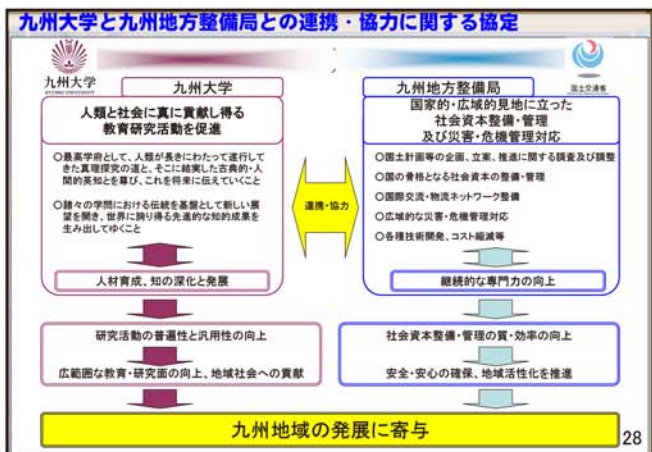 九州大学と九州地方整備局との連携・協力に関する協定
九州大学
KYUSHU UNIVERSITY
九州大学
人類と社会に真に貢献し得る
教育研究活動を促進
○最高学府として、人類が長きにわたって遂行して
きた真理探究の道と、そこに結実した古典的・人
間的英知とを尊び、これを将来に伝えていくこと
○諸々の学問における伝統を基盤として新しい展
望を開き、世界に誇り得る先進的な知的成果を
生み出してゆくこと
人材育成、知の深化と発展
研究活動の普遍性と汎用性の向上
広範囲な教育・研究面の向上、地域社会への貢献
連携・協力
九州地方整備局
国土交通省
国家的・広域的見地に立った
社会資本整備・管理
及び災害・危機管理対応
○国土計画等の企画、立案、推進に関する調査及び調整
○国の骨格となる社会資本の整備・管理
○国際交流・物流ネットワーク整備
○広域的な災害・危機管理対応
○各種技術開発、コスト縮減等
継続的な専門力の向上
社会資本整備・管理の質・効率の向上
安全・安心の確保、地域活性化を推進
九州地域の発展に寄与
28